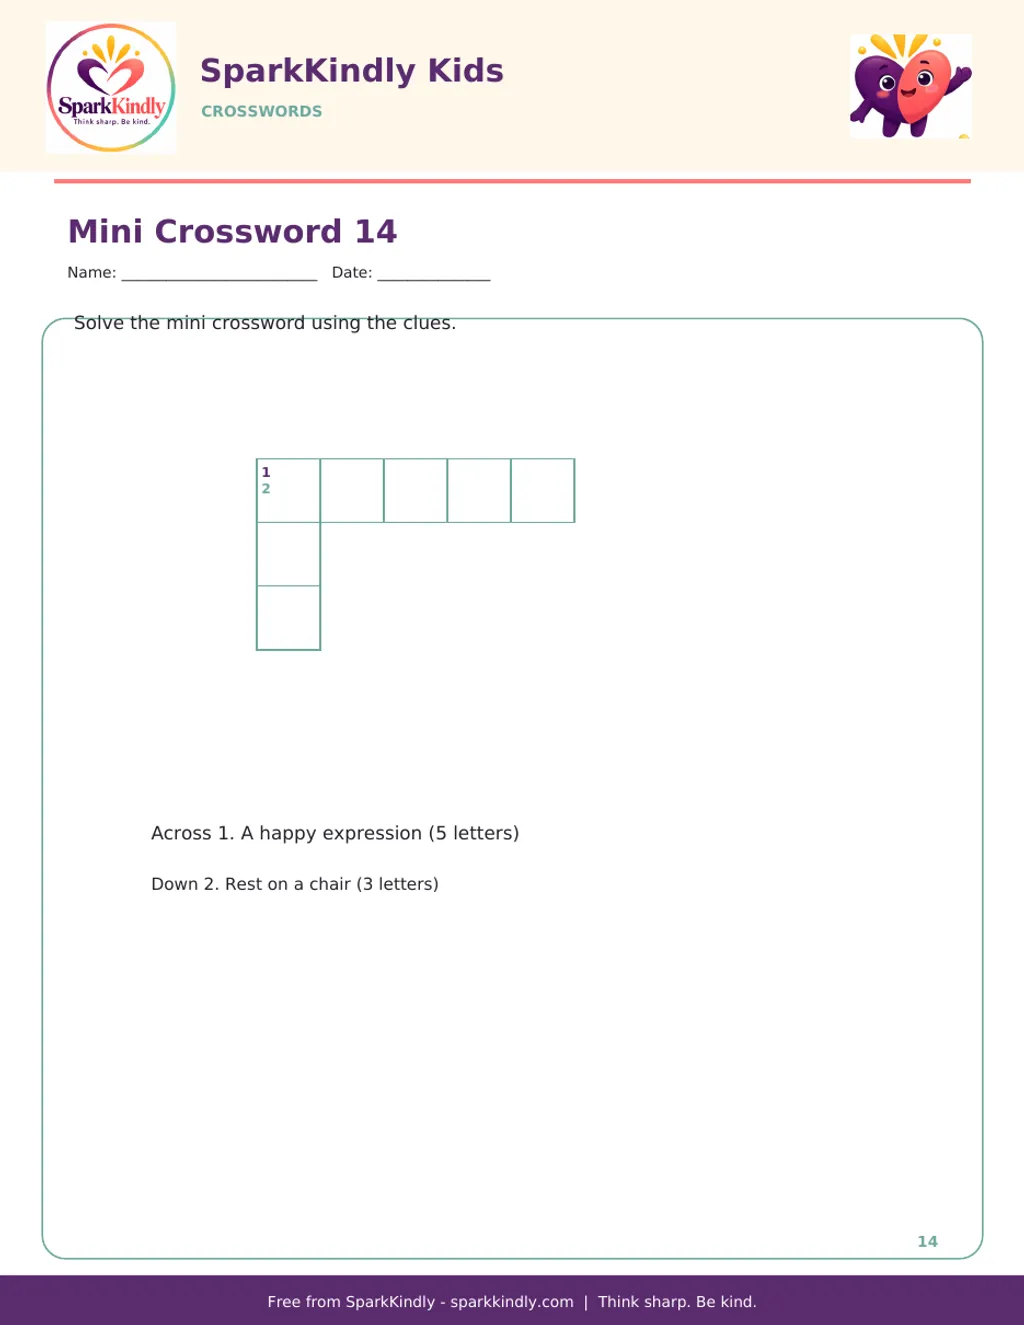 SparkKindly
Think sharp. Be kind.
SparkKindly Kids
CROSSWORDS
Mini Crossword 14
Name: __________________________ Date: _______________
Solve the mini crossword using the clues.
1
2
Across 1. A happy expression (5 letters)
Down 2. Rest on a chair (3 letters)
14
Free from SparkKindly - sparkkindly.com | Think sharp. Be kind.